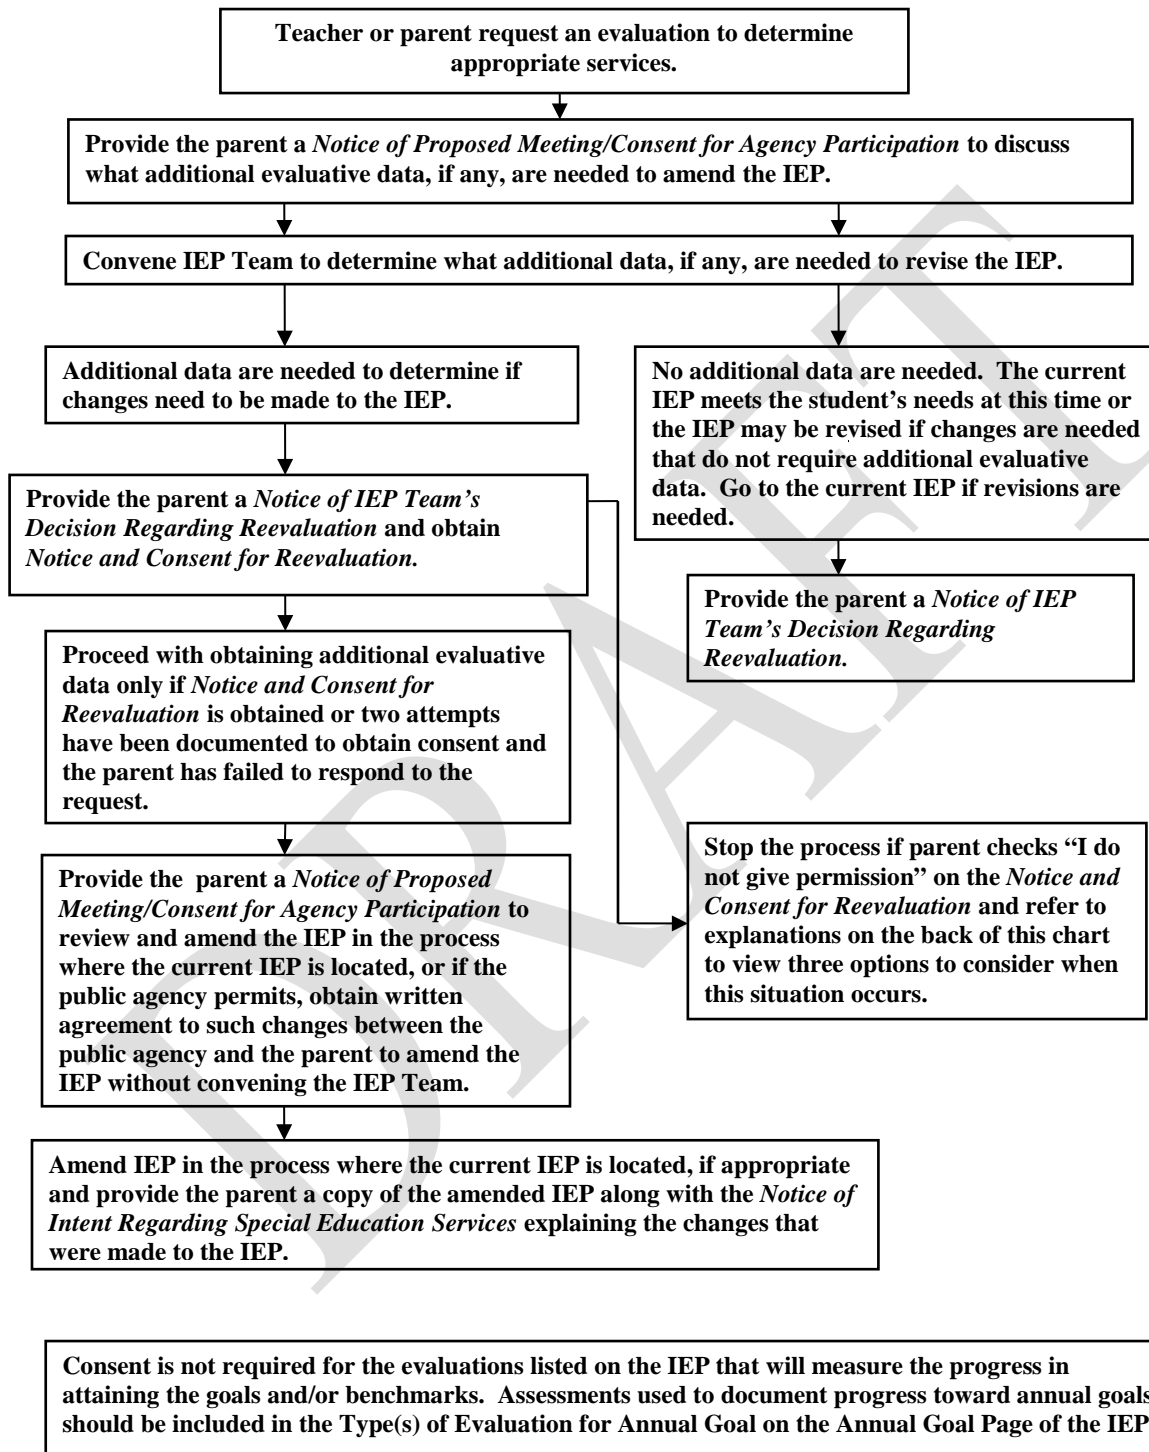 Teacher or parent request an evaluation to determine
appropriate services.
Provide the parent a Notice of Proposed Meeting/Consent for Agency Participation to discuss
what additional evaluative data, if any, are needed to amend the IEP.
Convene IEP Team to determine what additional data, if any, are needed to revise the IEP.
Additional data are needed to determine if
changes need to be made to the IEP.
No additional data are needed.  The current
IEP meets the student’s needs at this time or
the IEP may be revised if changes are needed
that do not require additional evaluative
data.  Go to the current IEP if revisions are
needed.
Provide the parent a Notice of IEP Team’s
Decision Regarding Reevaluation and obtain
Notice and Consent for Reevaluation.
Provide the parent a Notice of IEP
Team’s Decision Regarding
Reevaluation.
Proceed with obtaining additional evaluative
data only if Notice and Consent for
Reevaluation is obtained or two attempts
have been documented to obtain consent and
the parent has failed to respond to the
request.
Stop the process if parent checks “I do
not give permission” on the Notice and
Consent for Reevaluation and refer to
explanations on the back of this chart
to view three options to consider when
this situation occurs.
Provide the  parent a Notice of Proposed
Meeting/Consent for Agency Participation to
review and amend the IEP in the process
where the current IEP is located, or if the
public agency permits, obtain written
agreement to such changes between the
public agency and the parent to amend the
IEP without convening the IEP Team.
Amend IEP in the process where the current IEP is located, if appropriate
and provide the parent a copy of the amended IEP along with the Notice of
Intent Regarding Special Education Services explaining the changes that
were made to the IEP.
Consent is not required for the evaluations listed on the IEP that will measure the progress in
attaining the goals and/or benchmarks.  Assessments used to document progress toward annual goals
should be included in the Type(s) of Evaluation for Annual Goal on the Annual Goal Page of the IEP
DRAFT